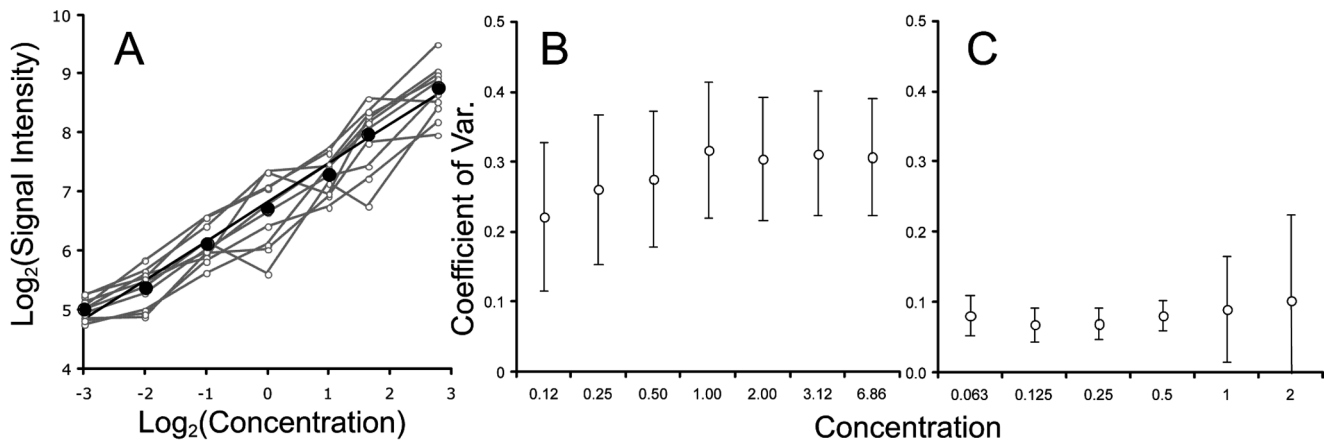 A
B
C
Log₂(Signal Intensity)
10
9
8
7
6
5
4
-3 -2 -1 0 1 2 3
Log₂(Concentration)
Coefficient of Var.
0.5
0.4
0.3
0.2
0.1
0.0
0.12 0.25 0.50 1.00 2.00 3.12 6.86
0.5
0.4
0.3
0.2
0.1
0.0
0.063 0.125 0.25 0.5 1 2
Concentration